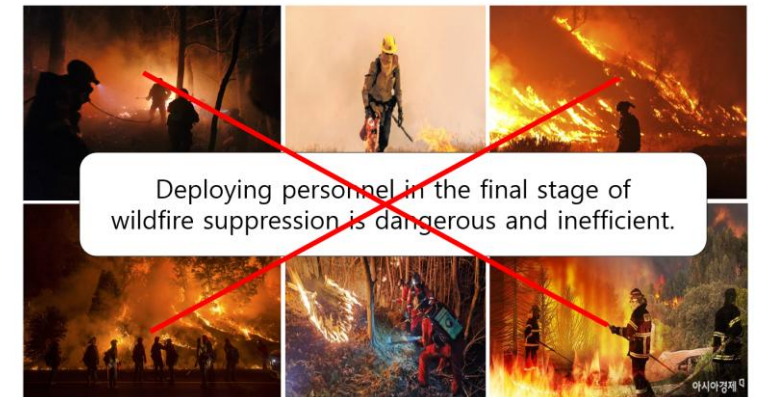 Deploying personnel in the final stage of
wildfire suppression is dangerous and inefficient.
아시아경제